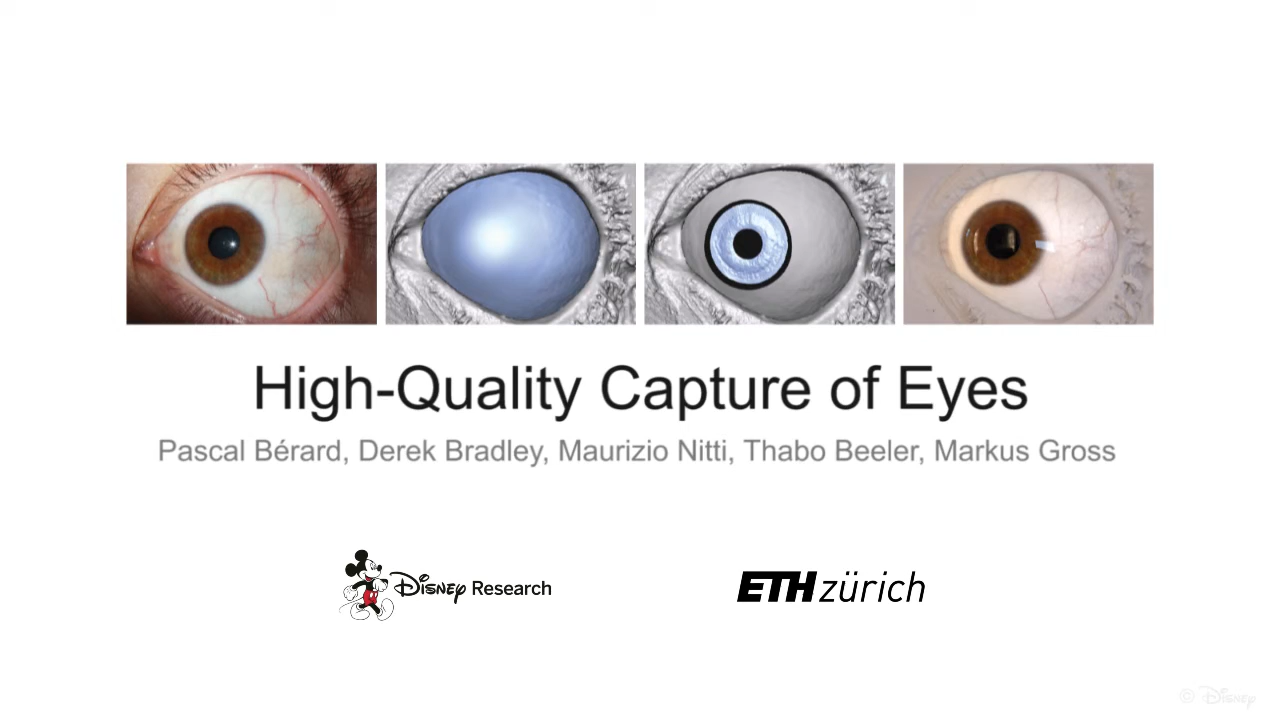 High-Quality Capture of Eyes
Pascal Bérard, Derek Bradley, Maurizio Nitti, Thabo Beeler, Markus Gross
Disney Research
ETH zürich
© Disney